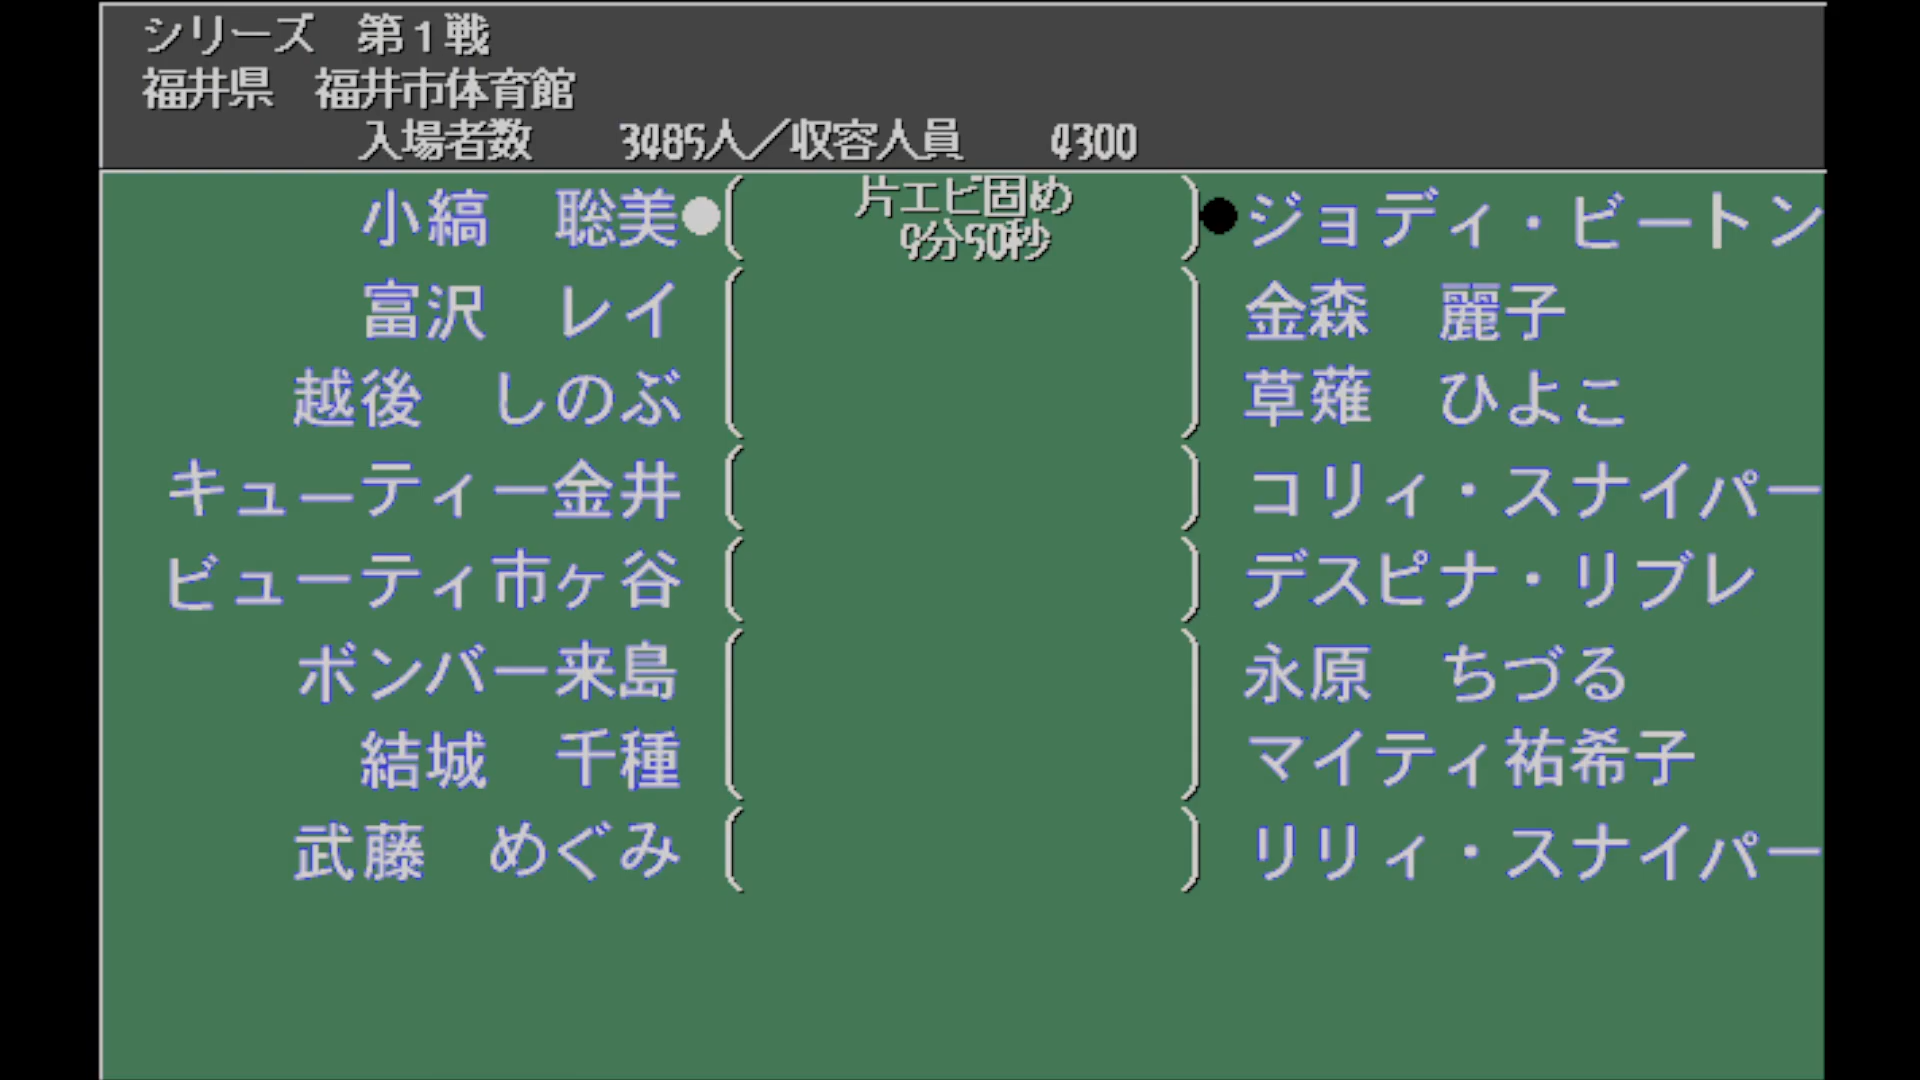 シリーズ　第１戦
福井県　福井市体育館
入場者数　3485人／収容人員　4300
小縞　聡美●（片エビ固め 9分50秒）●ジョディ・ビートン
富沢　レイ　金森　麗子
越後　しのぶ　草薙　ひよこ
キューティー金井（　）コリィ・スナイパー
ビューティ市ヶ谷（　）デスピナ・リブレ
ボンバー来島　永原　ちづる
結城　千種　マイティ祐希子
武藤　めぐみ（　）リリィ・スナイパー